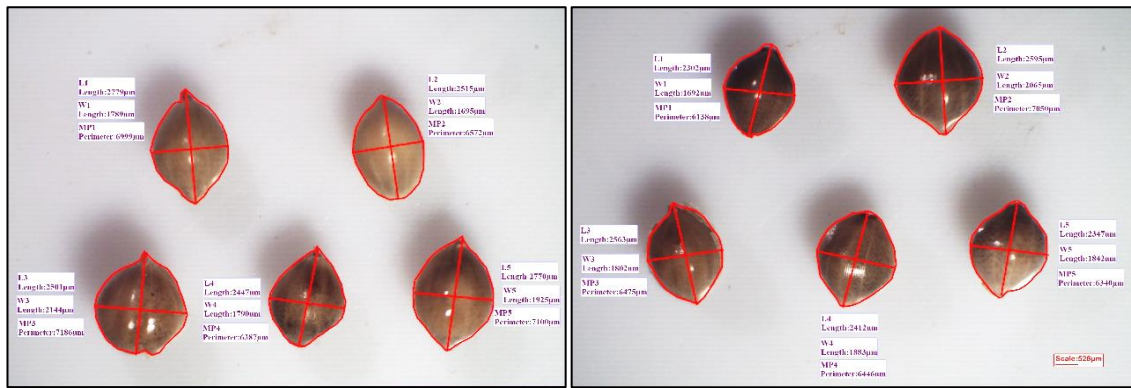 L1
Length:2779µm
W1
Length:1789µm
MP1
Perimeter:6999µm
L2
Length:2515µm
W2
Length:1695µm
MP2
Perimeter:6572µm
L3
Length:2501µm
W3
Length:2144µm
MP3
Perimeter:7186µm
L4
Length:2447µm
W4
Length:1790µm
MP4
Perimeter:6387µm
L5
Length:2770µm
W5
Length:1925µm
MP5
Perimeter:7100µm
L1
Length:2302µm
W1
Length:1692µm
MP1
Perimeter:6138µm
L2
Length:2595µm
W2
Length:2065µm
MP2
Perimeter:7050µm
L3
Length:2563µm
W3
Length:1802µm
MP3
Perimeter:6475µm
L4
Length:2412µm
W4
Length:1883µm
MP4
Perimeter:6446µm
L5
Length:2347µm
W5
Length:1842µm
MP5
Perimeter:6340µm
Scale:528µm